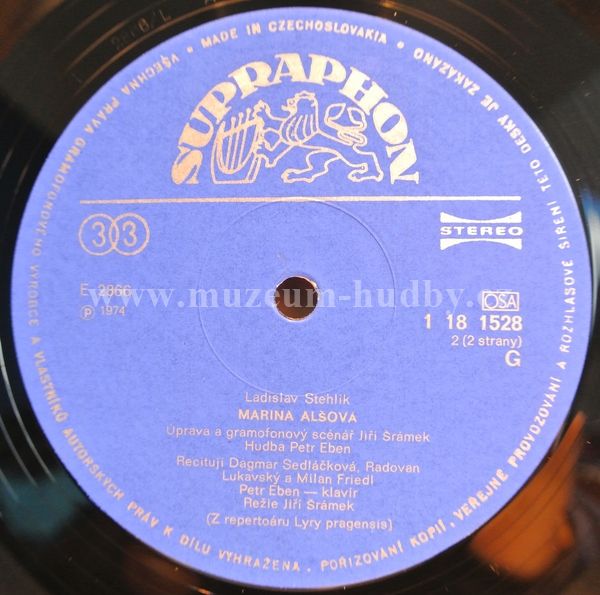 MADE IN CZECHOSLOVAKIA • NAKÁZANO
SUPRAPHON
33
STEREO
E 2866
℗ 1974
www.muzeum-hudby.cz
OSA
1 18 1528
2 (2 strany)
G
Ladislav Stehlík
MARINA ALŠOVÁ
Úprava a gramofonový scénář Jiří Šrámek
Hudba Petr Eben
Recitují Dagmar Sedláčková, Radovan
Lukavský a Milan Friedl
Petr Eben — klavír
Režie Jiří Šrámek
(Z repertoáru Lyry pragensis)
VŠECHNA PRÁVA GRAMOFONOVÉHO VÝROBCE A VLASTNÍKŮ AUTORSKÝCH PRÁV K DÍLU VYHRAŽENA. POŘIZOVÁNÍ KOPIÍ, VEŘEJNÉ PROVOZOVÁNÍ A ROZHLASOVÉ ŠÍŘENÍ TÉTO DESKY JE ZAKÁZÁNO